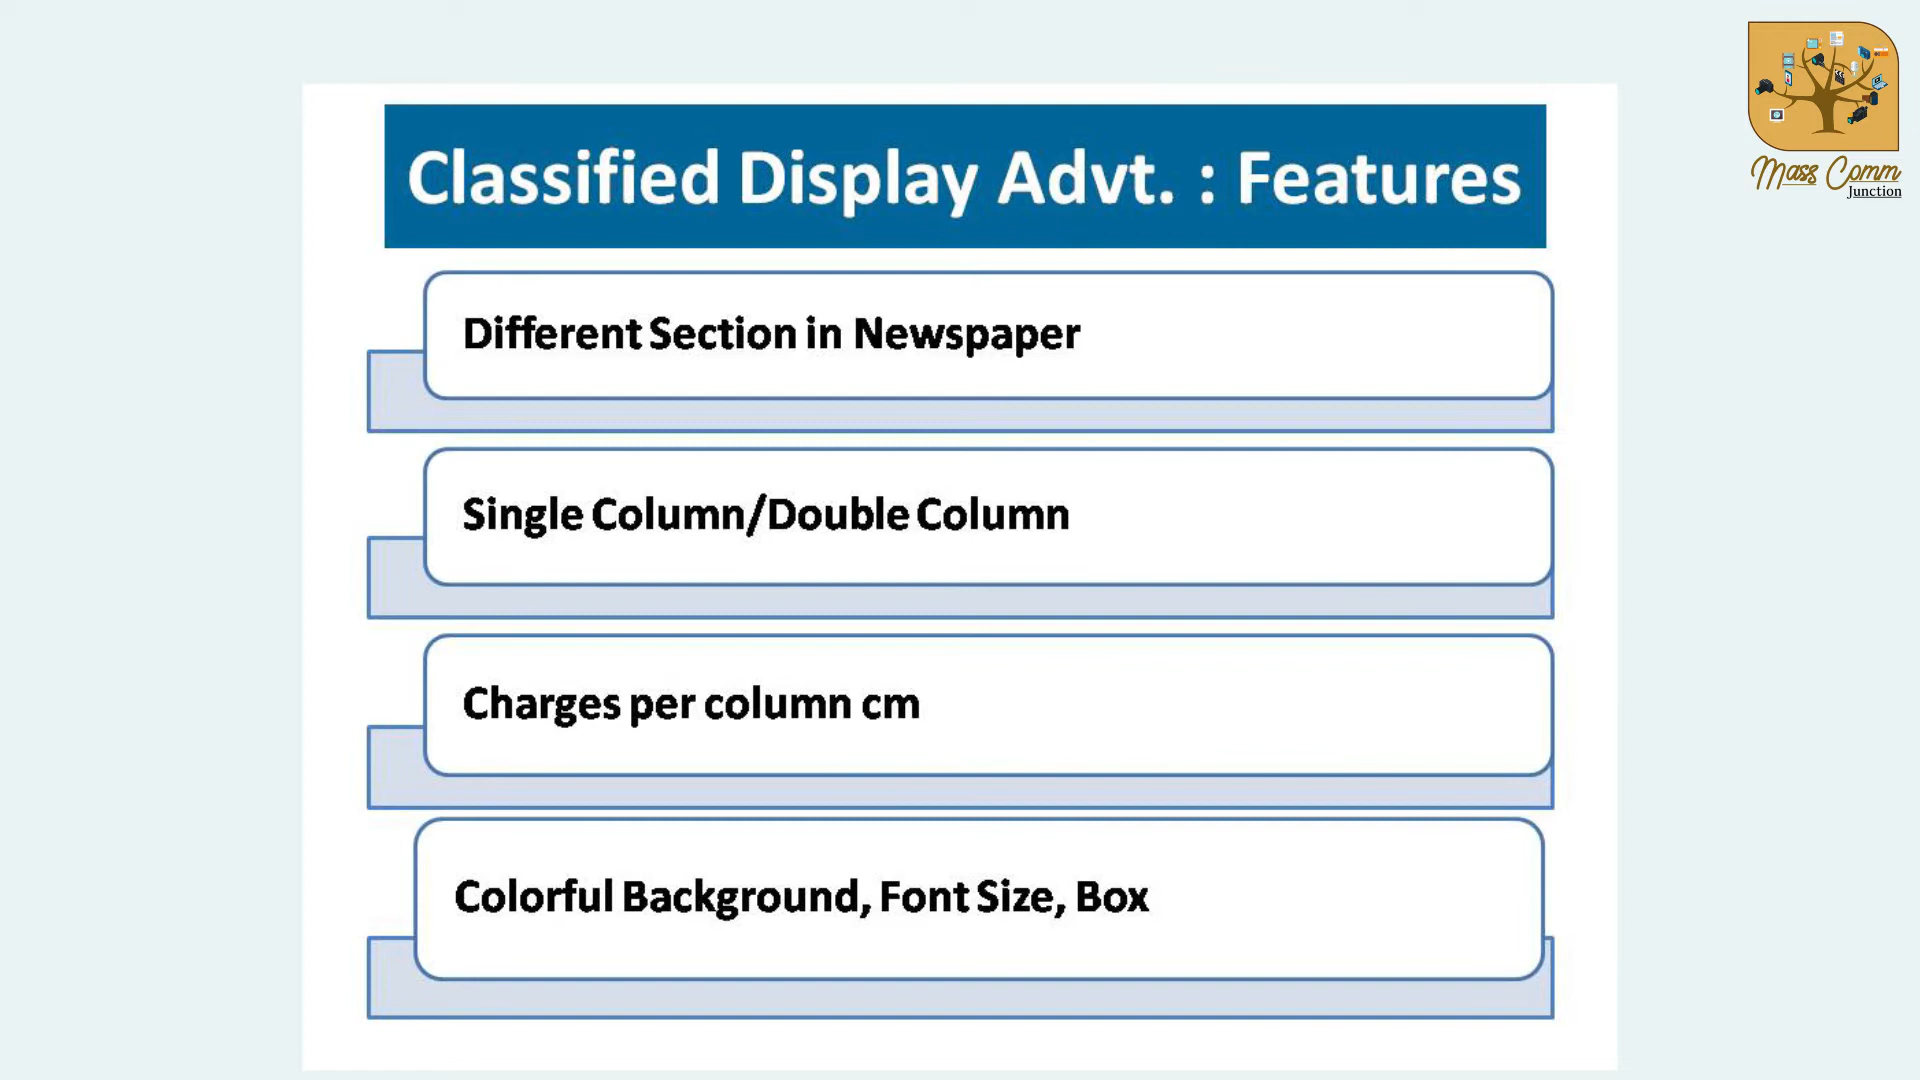 Classified Display Advt. : Features
Different Section in Newspaper
Single Column/Double Column
Charges per column cm
Colorful Background, Font Size, Box
Mass Comm
Junction